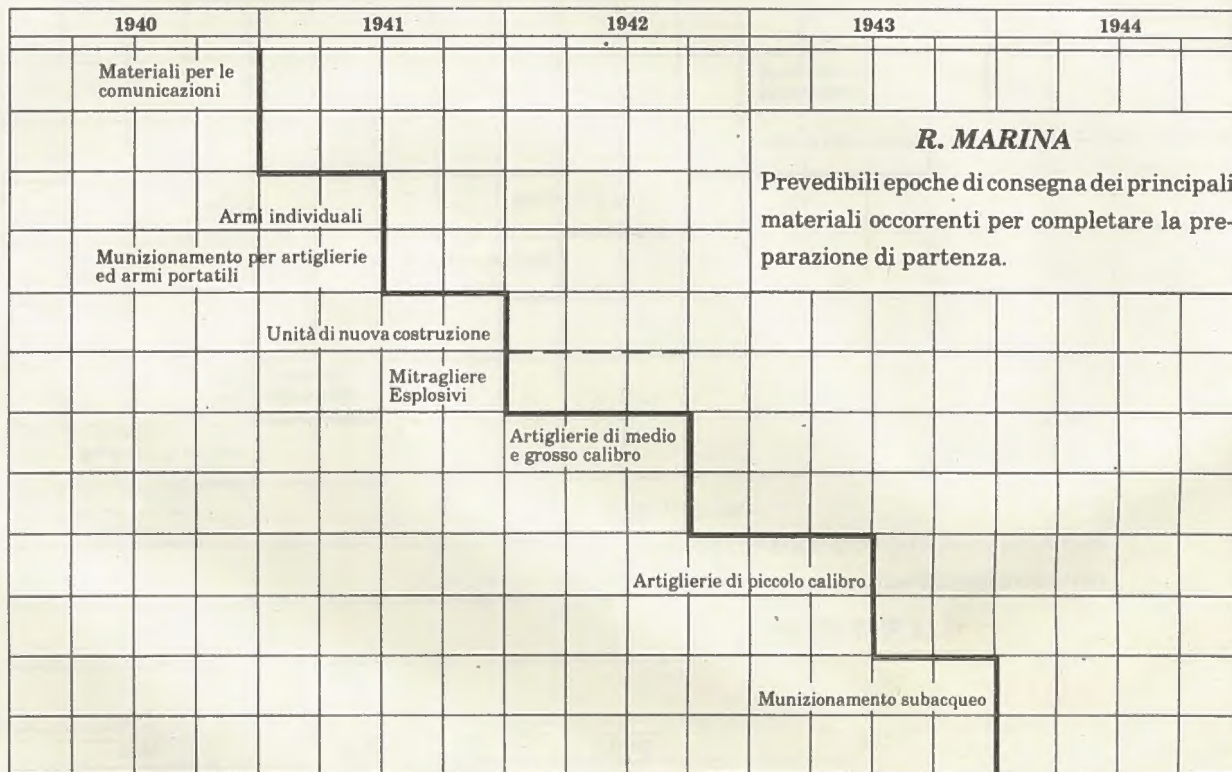 1940 1941 1942 1943 1944
Materiali per le
comunicazioni
R. MARINA
Prevedibili epoche di consegna dei principali
materiali occorrenti per completare la pre-
parazione di partenza.
Armi individuali
Munizionamento per artiglierie
ed armi portatili
Unità di nuova costruzione
Mitragliere
Esplosivi
Artiglierie di medio
e grosso calibro
Artiglierie di piccolo calibro
Munizionamento subacqueo